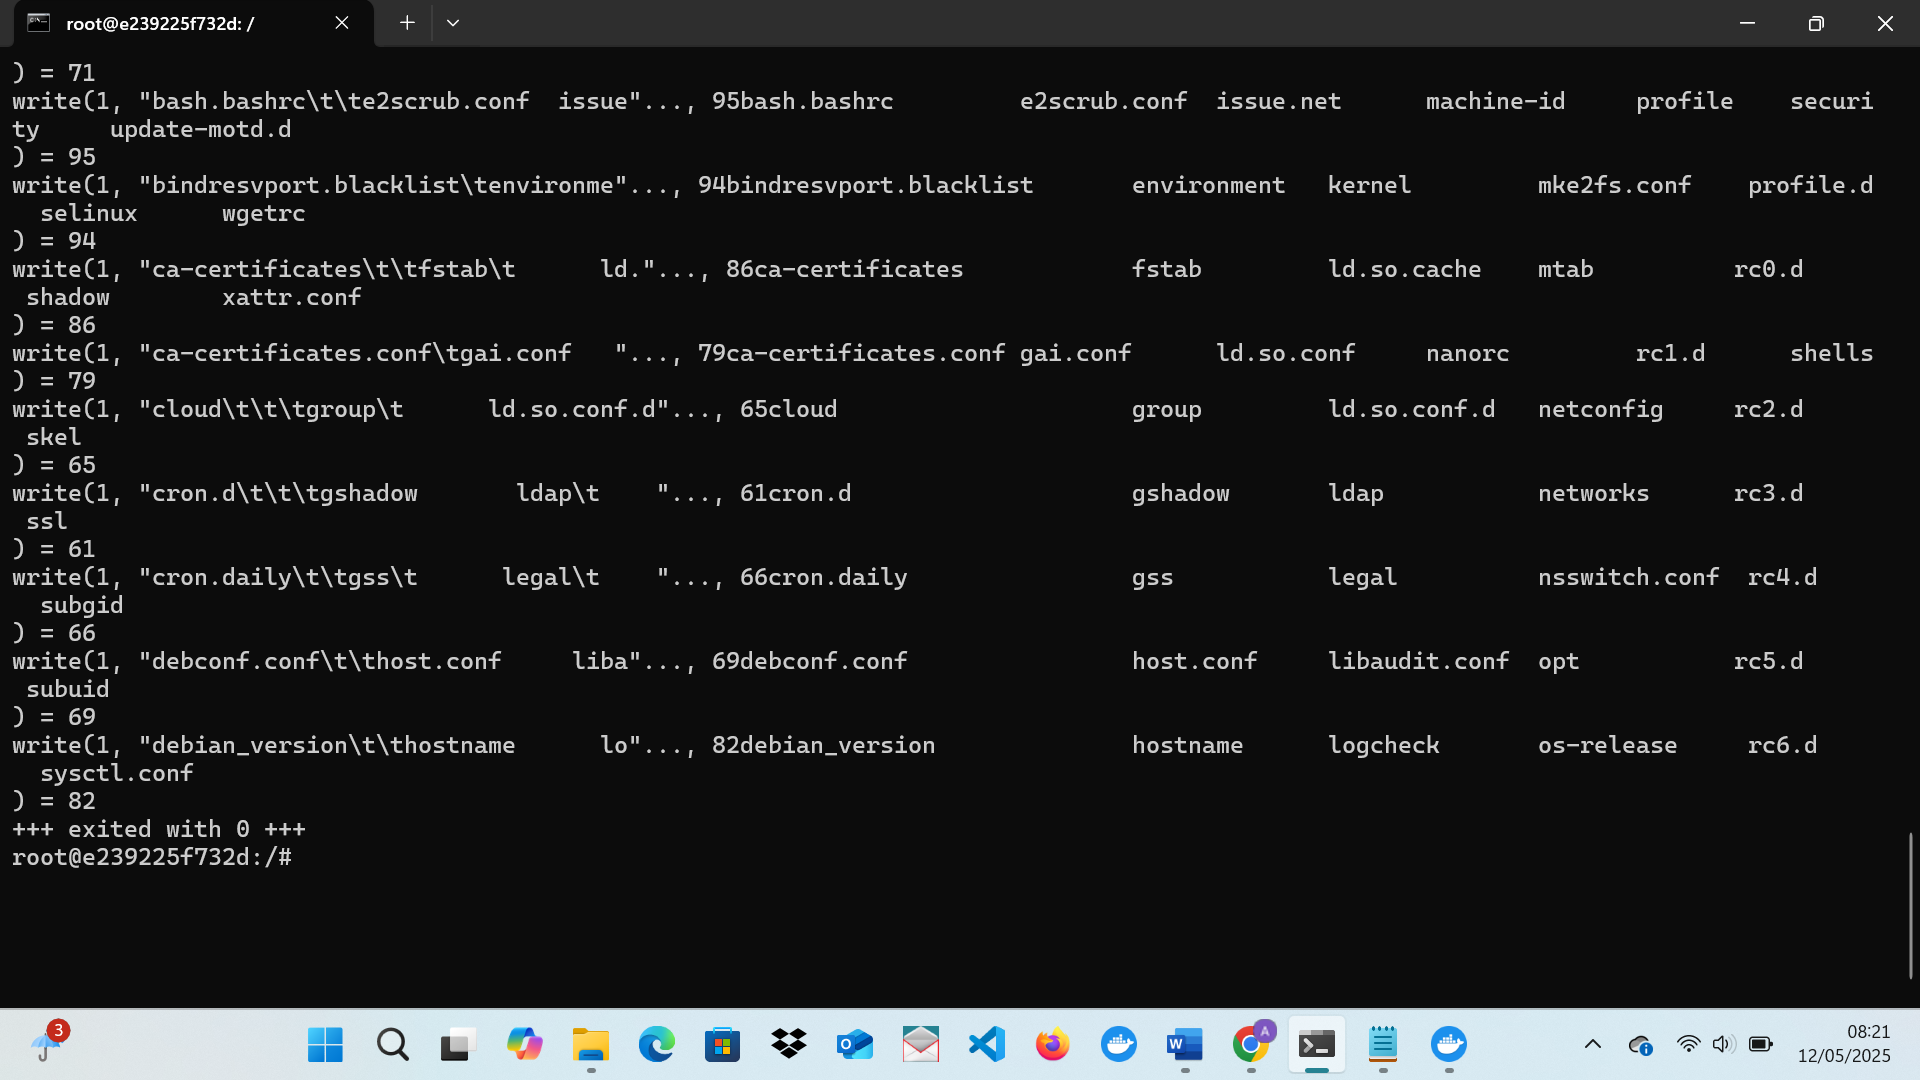 root@e239225f732d: /
) = 71
write(1, "bash.bashrc\t\te2scrub.conf  issue"..., 95bash.bashrc         e2scrub.conf  issue.net      machine-id     profile    securi
ty     update-motd.d
) = 95
write(1, "bindresvport.blacklist\tenvironme"..., 94bindresvport.blacklist       environment   kernel         mke2fs.conf    profile.d
  selinux      wgetrc
) = 94
write(1, "ca-certificates\t\tfstab\t      ld."..., 86ca-certificates            fstab         ld.so.cache    mtab          rc0.d
 shadow        xattr.conf
) = 86
write(1, "ca-certificates.conf\tgai.conf   "..., 79ca-certificates.conf gai.conf      ld.so.conf     nanorc         rc1.d      shells
) = 79
write(1, "cloud\t\t\tgroup\t      ld.so.conf.d"..., 65cloud                     group         ld.so.conf.d   netconfig     rc2.d
 skel
) = 65
write(1, "cron.d\t\t\tgshadow       ldap\t    "..., 61cron.d                    gshadow       ldap           networks      rc3.d
 ssl
) = 61
write(1, "cron.daily\t\tgss\t      legal\t    "..., 66cron.daily                gss           legal          nsswitch.conf  rc4.d
  subgid
) = 66
write(1, "debconf.conf\t\thost.conf     liba"..., 69debconf.conf                host.conf     libaudit.conf  opt           rc5.d
 subuid
) = 69
write(1, "debian_version\t\thostname      lo"..., 82debian_version              hostname      logcheck       os-release     rc6.d
  sysctl.conf
) = 82
+++ exited with 0 +++
root@e239225f732d:/#
3
A
08:21
12/05/2025